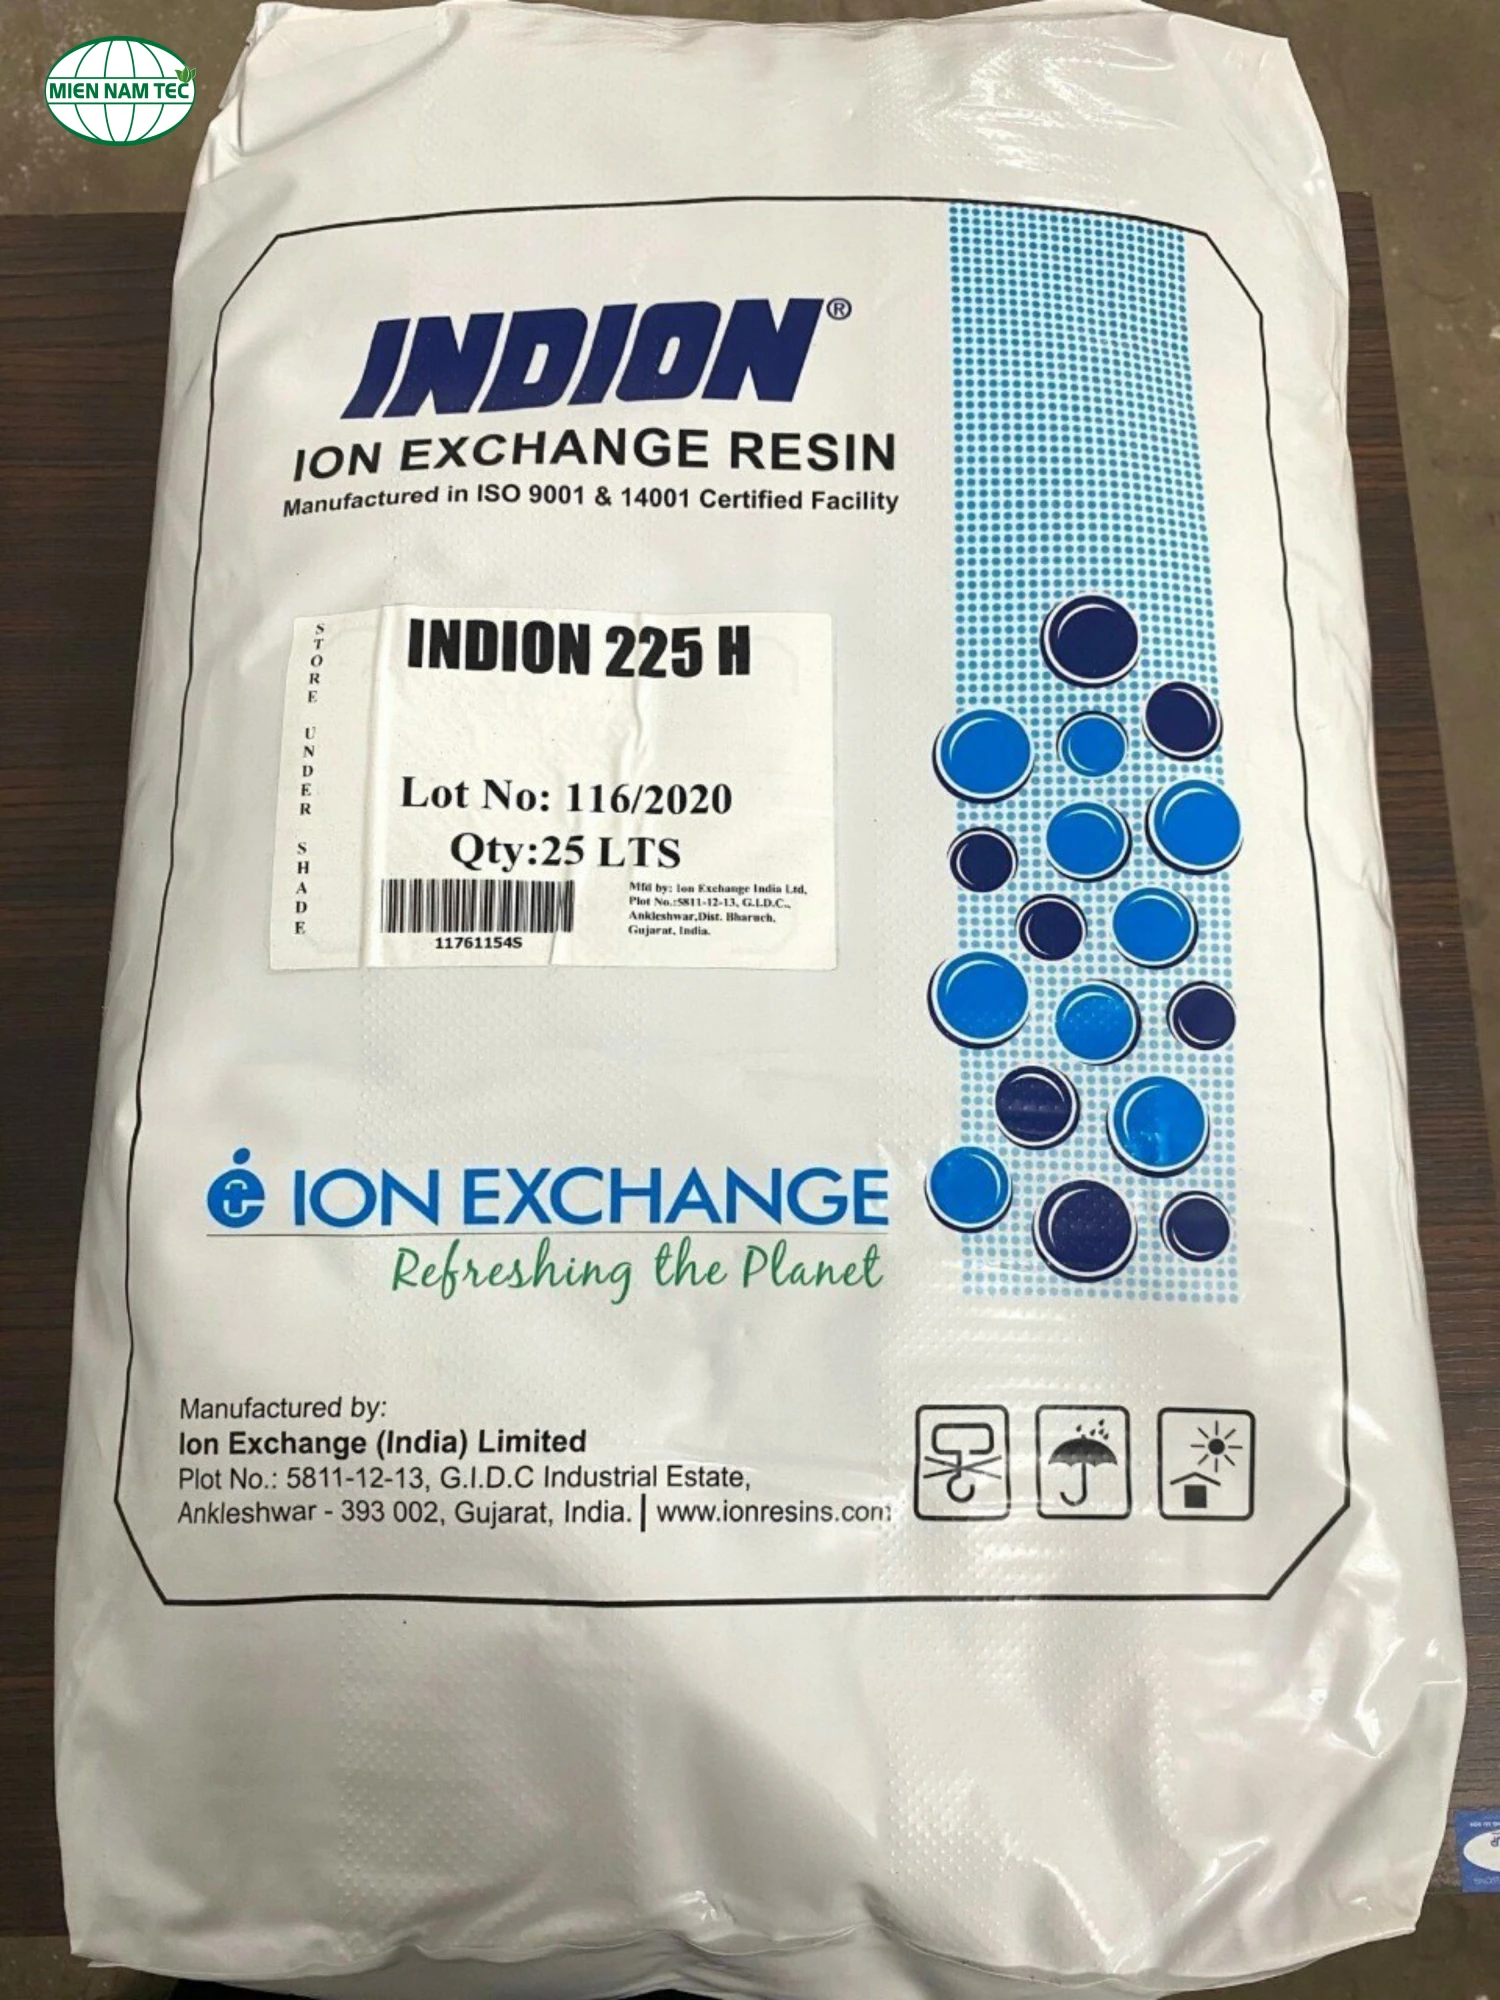 MIEN NAM TEC
INDION®
ION EXCHANGE RESIN
Manufactured in ISO 9001 & 14001 Certified Facility
STORE UNDER SHADE
INDION 225 H
Lot No: 116/2020
Qty:25 LTS
11761154S
Mfd by: Ion Exchange India Ltd,
Plot No.:5811-12-13, G.I.D.C.,
Ankleshwar,Dist. Bharuch,
Gujarat, India.
ION EXCHANGE
Refreshing the Planet
Manufactured by:
Ion Exchange (India) Limited
Plot No.: 5811-12-13, G.I.D.C Industrial Estate,
Ankleshwar - 393 002, Gujarat, India. | www.ionresins.com